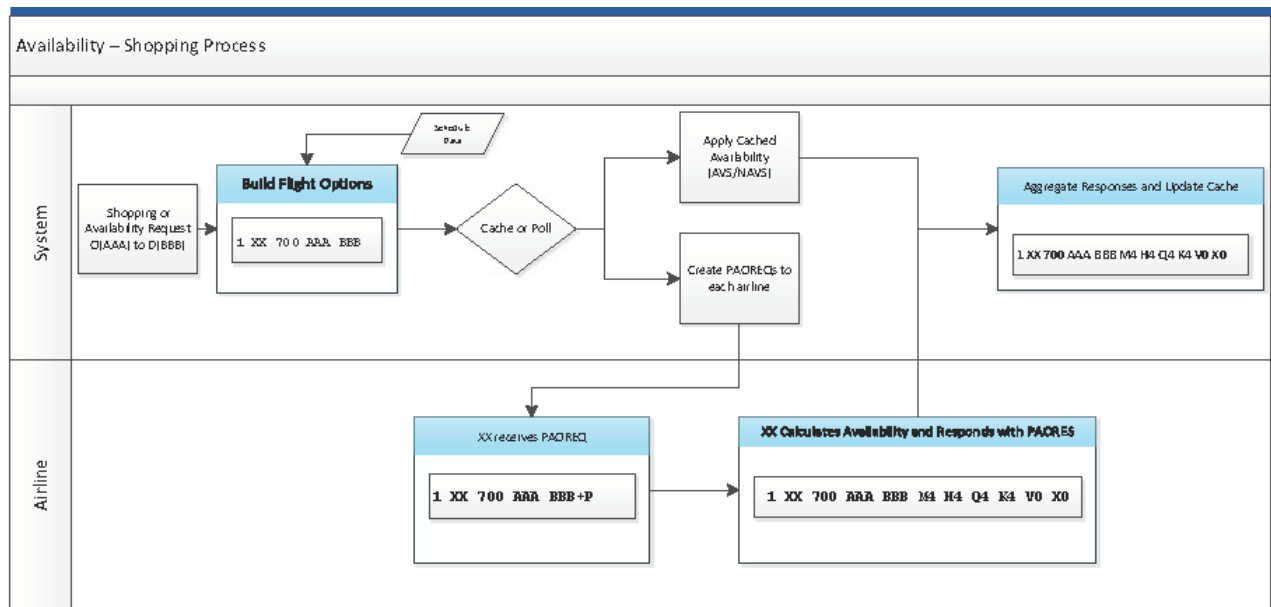 Availability – Shopping Process
System
Schedule
Data
Shopping or
Availability Request
O(AAA) to D(BBB)
Build Flight Options
1 XX 700 AAA BBB
Cache or Poll
Apply Cached
Availability
(AVS/NAVS)
Create PAOREQs to
each airline
Aggregate Responses and Update Cache
1 XX 700 AAA BBB M4 H4 Q4 K4 V0 X0
Airline
XX receives PAOREQ
1 XX 700 AAA BBB+P
XX Calculates Availability and Responds with PAORES
1 XX 700 AAA BBB M4 H4 Q4 K4 V0 X0